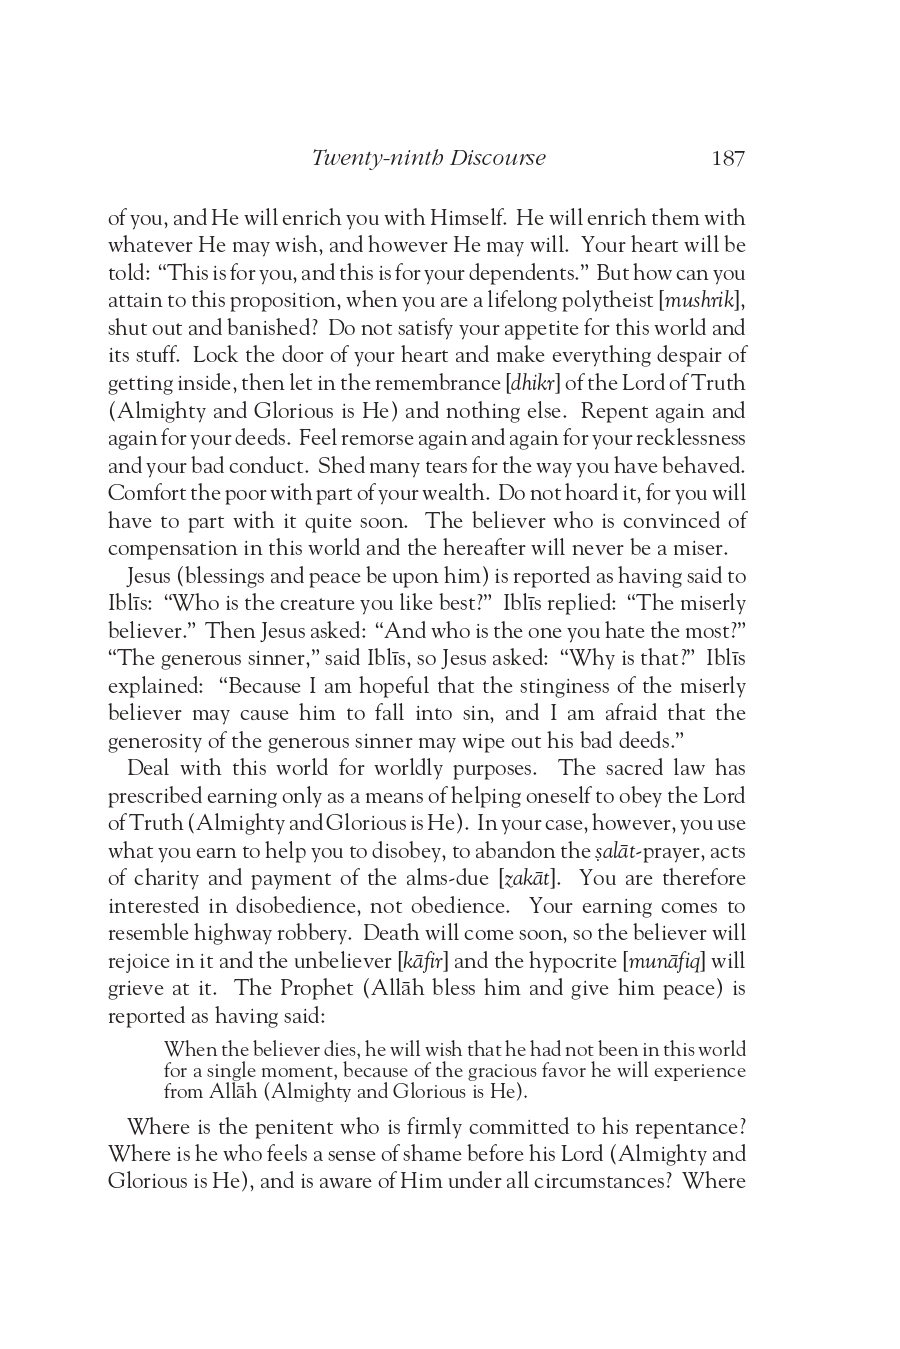 Twenty-ninth Discourse 187
of you, and He will enrich you with Himself. He will enrich them with
whatever He may wish, and however He may will. Your heart will be
told: “This is for you, and this is for your dependents.” But how can you
attain to this proposition, when you are a lifelong polytheist [mushrik],
shut out and banished? Do not satisfy your appetite for this world and
its stuff. Lock the door of your heart and make everything despair of
getting inside, then let in the remembrance [dhikr] of the Lord of Truth
(Almighty and Glorious is He) and nothing else. Repent again and
again for your deeds. Feel remorse again and again for your recklessness
and your bad conduct. Shed many tears for the way you have behaved.
Comfort the poor with part of your wealth. Do not hoard it, for you will
have to part with it quite soon. The believer who is convinced of
compensation in this world and the hereafter will never be a miser.
Jesus (blessings and peace be upon him) is reported as having said to
Iblīs: “Who is the creature you like best?” Iblīs replied: “The miserly
believer.” Then Jesus asked: “And who is the one you hate the most?”
“The generous sinner,” said Iblīs, so Jesus asked: “Why is that?” Iblīs
explained: “Because I am hopeful that the stinginess of the miserly
believer may cause him to fall into sin, and I am afraid that the
generosity of the generous sinner may wipe out his bad deeds.”
Deal with this world for worldly purposes. The sacred law has
prescribed earning only as a means of helping oneself to obey the Lord
of Truth (Almighty and Glorious is He). In your case, however, you use
what you earn to help you to disobey, to abandon the ṣalāt-prayer, acts
of charity and payment of the alms-due [zakāt]. You are therefore
interested in disobedience, not obedience. Your earning comes to
resemble highway robbery. Death will come soon, so the believer will
rejoice in it and the unbeliever [kāfir] and the hypocrite [munāfiq] will
grieve at it. The Prophet (Allāh bless him and give him peace) is
reported as having said:
When the believer dies, he will wish that he had not been in this world
for a single moment, because of the gracious favor he will experience
from Allāh (Almighty and Glorious is He).
Where is the penitent who is firmly committed to his repentance?
Where is he who feels a sense of shame before his Lord (Almighty and
Glorious is He), and is aware of Him under all circumstances? Where